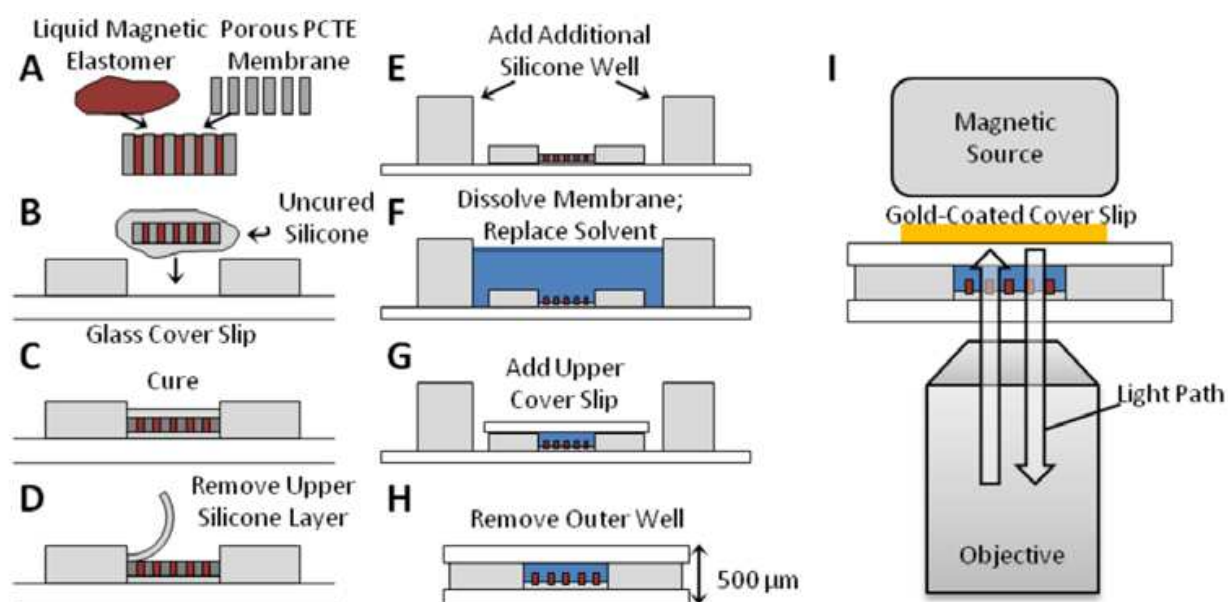 A
Liquid Magnetic
Elastomer
Porous PCTE
Membrane
B
Uncured
Silicone
Glass Cover Slip
C
Cure
D
Remove Upper
Silicone Layer
E
Add Additional
Silicone Well
F
Dissolve Membrane;
Replace Solvent
G
Add Upper
Cover Slip
H
Remove Outer Well
500 μm
I
Magnetic
Source
Gold-Coated Cover Slip
Light Path
Objective